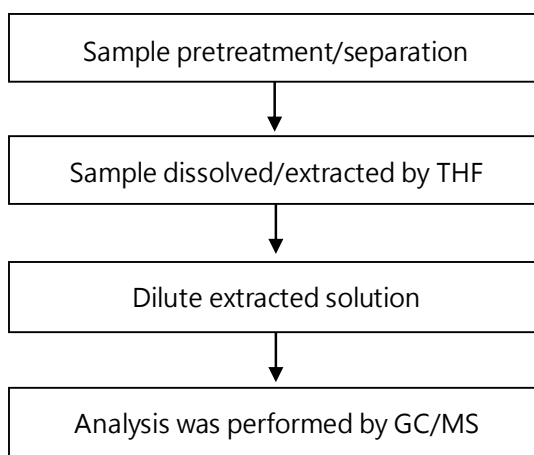 Sample pretreatment/separation
Sample dissolved/extracted by THF
Dilute extracted solution
Analysis was performed by GC/MS